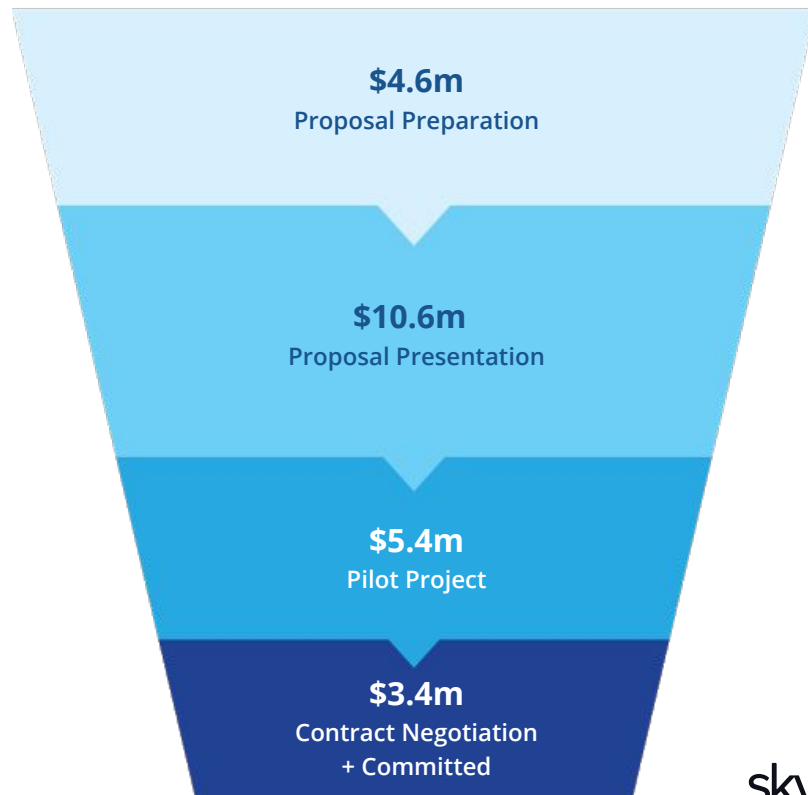 $4.6m
Proposal Preparation
$10.6m
Proposal Presentation
$5.4m
Pilot Project
$3.4m
Contract Negotiation
+ Committed